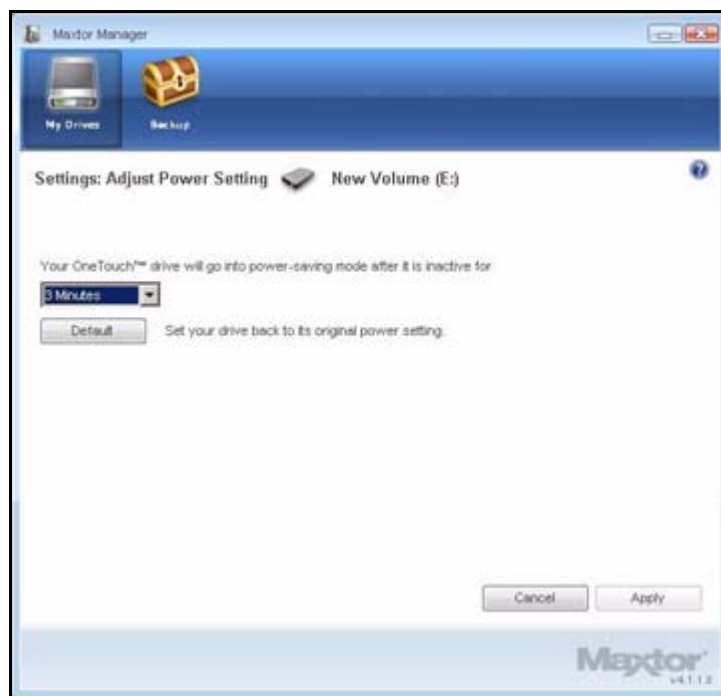 Maxtor Manager
My Drives Backup
Settings: Adjust Power Setting New Volume (E:)
Your OneTouch™ drive will go into power-saving mode after it is inactive for
3 Minutes
Default Set your drive back to its original power setting.
Cancel Apply
Maxtor